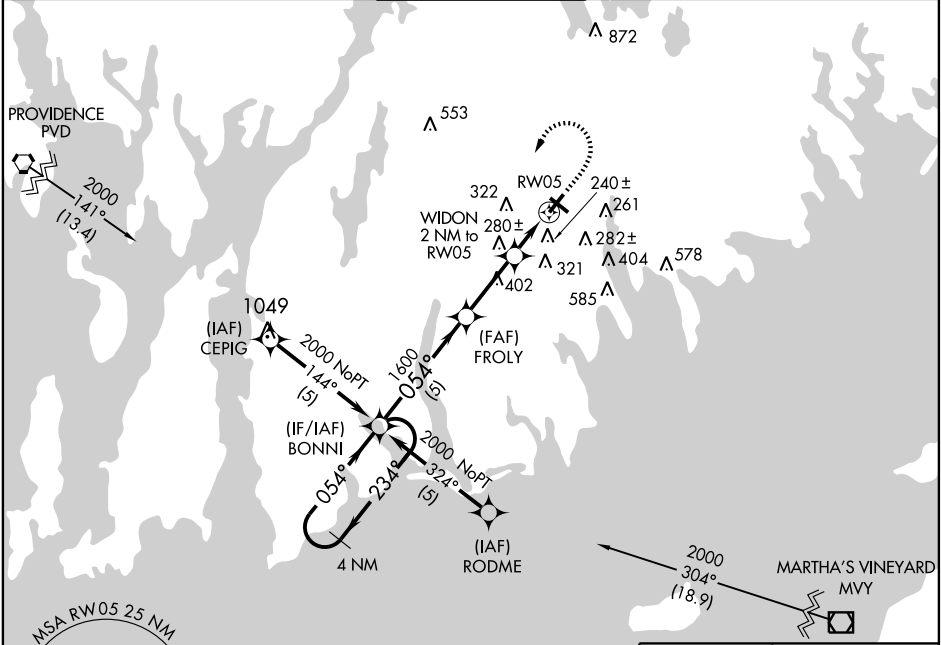 872
553
PROVIDENCE
PVD
2000
141°
(13.4)
RW05
240 ±
322
261
WIDON
2 NM to
RW05
280 ±
282 ±
404
578
321
402
585
1049
(IAF)
CEPIG
2000 NoPT
144°
(5)
(FAF)
FROLY
1600
054°
(5)
(IF/IAF)
BONNI
2000 NoPT
324°
(5)
054°
234°
4 NM
(IAF)
RODME
2000
304°
(18.9)
MARTHA'S VINEYARD
MVY
MSA RW05 25 NM